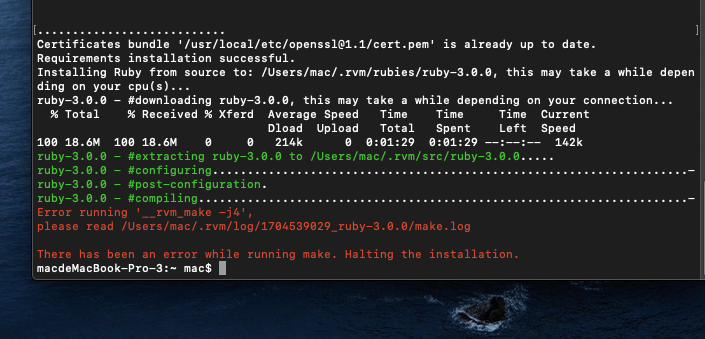 [........................... ]
Certificates bundle '/usr/local/etc/openssl@1.1/cert.pem' is already up to date.
Requirements installation successful.
Installing Ruby from source to: /Users/mac/.rvm/rubies/ruby-3.0.0, this may take a while depen
ding on your cpu(s)...
ruby-3.0.0 - #downloading ruby-3.0.0, this may take a while depending on your connection...
% Total % Received % Xferd Average Speed Time Time Time Current
Dload Upload Total Spent Left Speed
100 18.6M 100 18.6M 0 0 214k 0 0:01:29 0:01:29 --:--:-- 142k
ruby-3.0.0 - #extracting ruby-3.0.0 to /Users/mac/.rvm/src/ruby-3.0.0.....
ruby-3.0.0 - #configuring..................................................................-
ruby-3.0.0 - #post-configuration.
ruby-3.0.0 - #compiling....................................................................-
Error running '__rvm_make -j4',
please read /Users/mac/.rvm/log/1704539029_ruby-3.0.0/make.log
There has been an error while running make. Halting the installation.
macdeMacBook-Pro-3:~ mac$